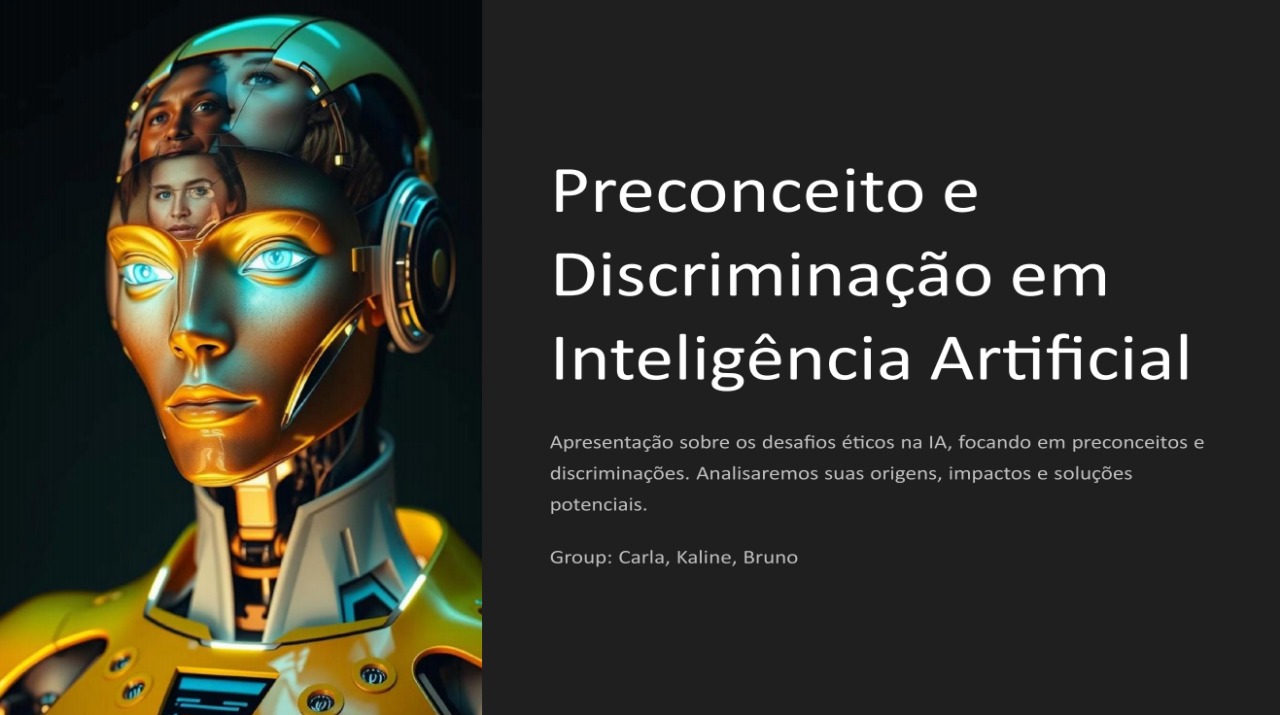 Preconceito e
Discriminação em
Inteligência Artificial
Apresentação sobre os desafios éticos na IA, focando em preconceitos e
discriminações. Analisaremos suas origens, impactos e soluções
potenciais.
Group: Carla, Kaline, Bruno